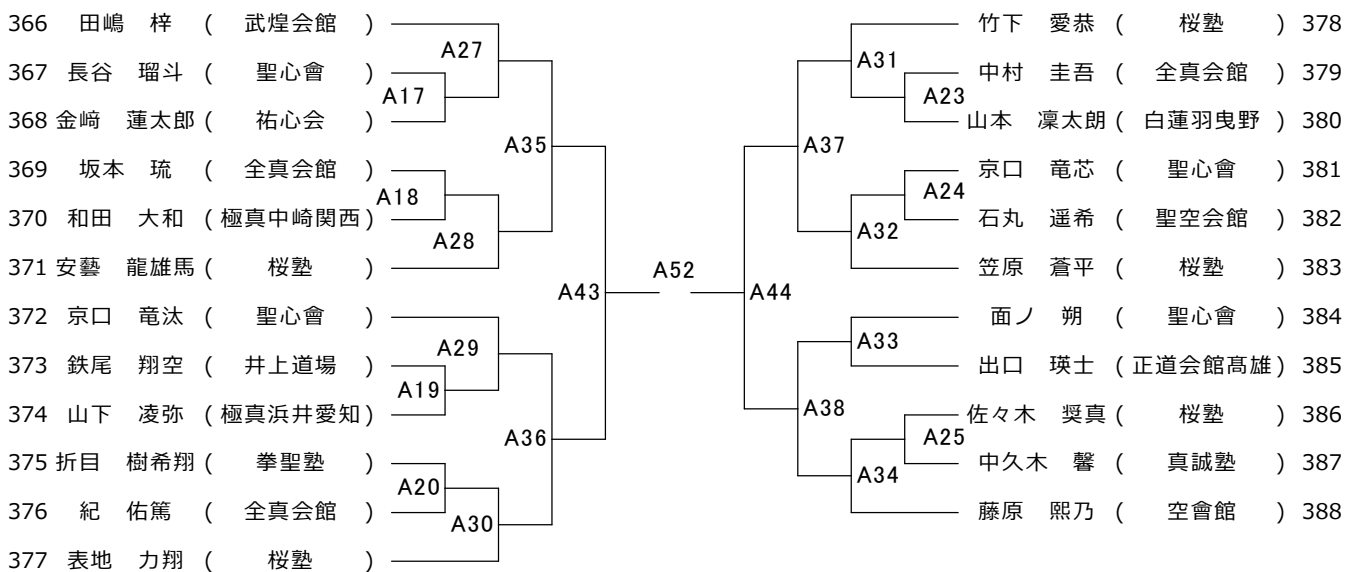 366 田嶋 梓 ( 武煌会館 )
A27
367 長谷 瑠斗 ( 聖心會 )
A17
368 金﨑 蓮太郎 ( 祐心会 )
A35
369 坂本 琉 ( 全真会館 )
A18
370 和田 大和 ( 極真中崎関西 )
A28
371 安藝 龍雄馬 ( 桜塾 )
A43
372 京口 竜汰 ( 聖心會 )
A29
373 鉄尾 翔空 ( 井上道場 )
A19
374 山下 凌弥 ( 極真浜井愛知 )
A36
375 折目 樹希翔 ( 拳聖塾 )
A20
376 紀 佑篤 ( 全真会館 )
A30
377 表地 力翔 ( 桜塾 )
A52
竹下 愛恭 ( 桜塾 ) 378
A31
中村 圭吾 ( 全真会館 ) 379
A23
山本 凜太朗 ( 白蓮羽曳野 ) 380
A37
京口 竜芯 ( 聖心會 ) 381
A24
石丸 遥希 ( 聖空会館 ) 382
A32
笠原 蒼平 ( 桜塾 ) 383
A44
面ノ 朔 ( 聖心會 ) 384
A33
出口 瑛士 ( 正道会館髙雄 ) 385
A38
佐々木 奨真 ( 桜塾 ) 386
A25
中久木 馨 ( 真誠塾 ) 387
A34
藤原 熙乃 ( 空會館 ) 388